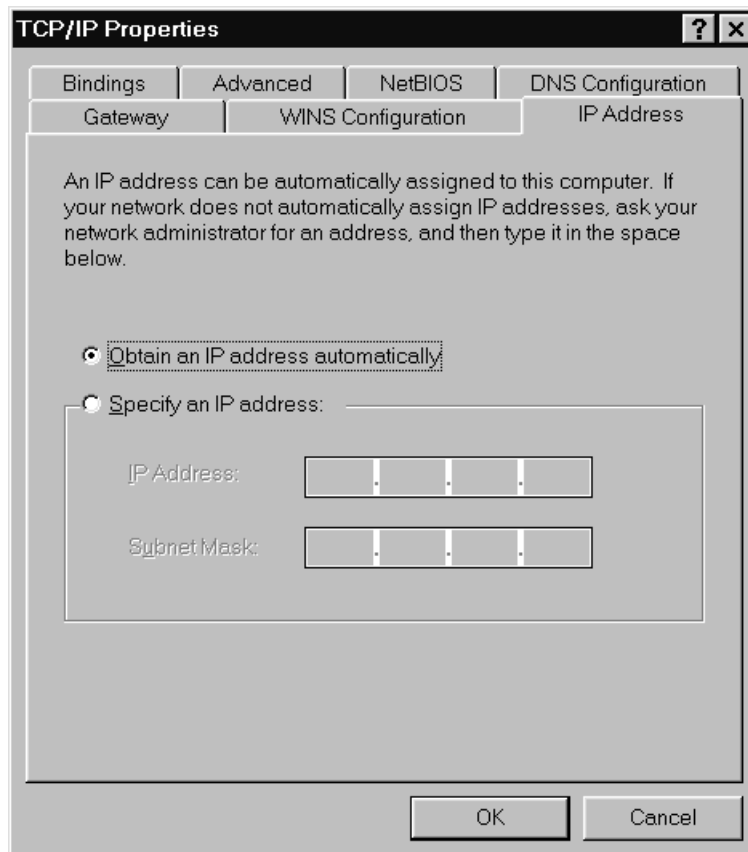 TCP/IP Properties ? ×
Bindings Advanced NetBIOS DNS Configuration
Gateway WINS Configuration IP Address
An IP address can be automatically assigned to this computer. If
your network does not automatically assign IP addresses, ask your
network administrator for an address, and then type it in the space
below.
Obtain an IP address automatically
Specify an IP address:
IP Address: . . .
Subnet Mask: . . .
OK Cancel